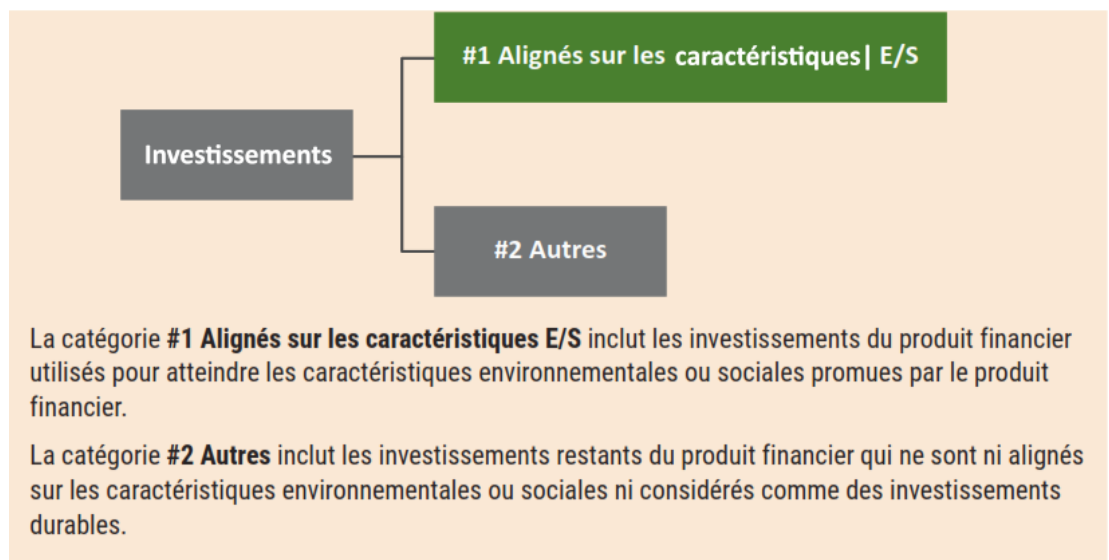 #1 Alignés sur les caractéristiques| E/S
Investissements
#2 Autres
La catégorie #1 Alignés sur les caractéristiques E/S inclut les investissements du produit financier
utilisés pour atteindre les caractéristiques environnementales ou sociales promues par le produit
financier.
La catégorie #2 Autres inclut les investissements restants du produit financier qui ne sont ni alignés
sur les caractéristiques environnementales ou sociales ni considérés comme des investissements
durables.